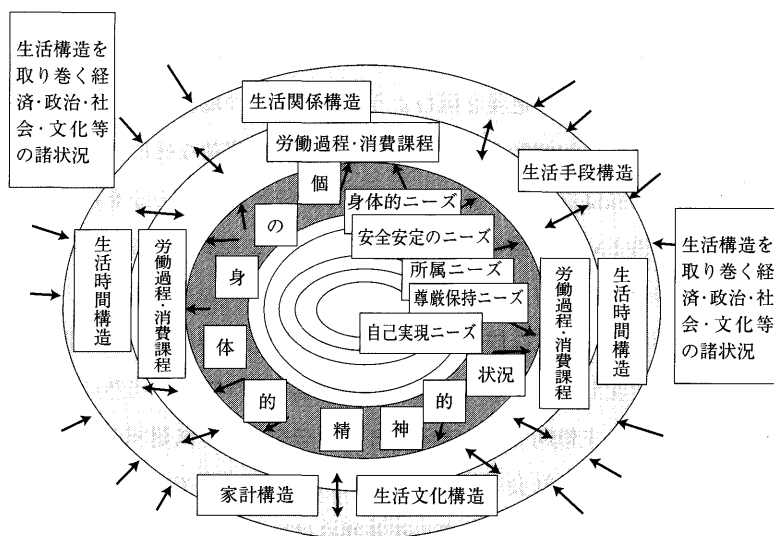 生活構造を
取り巻く経
済・政治・社
会・文化等
の諸状況
生活関係構造
労働過程・消費課程
生活手段構造
個
の
身
体
的
精
神
的
状況
身体的ニーズ
安全安定のニーズ
所属ニーズ
尊厳保持ニーズ
自己実現ニーズ
生活時間構造
労働過程・消費課程
労働過程・消費課程
生活時間構造
生活構造を
取り巻く経
済・政治・社
会・文化等
の諸状況
家計構造
生活文化構造